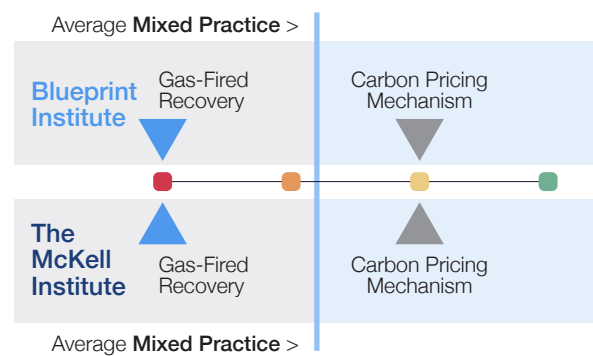 Average Mixed Practice >
Blueprint
Institute
Gas-Fired
Recovery
Carbon Pricing
Mechanism
The
McKell
Institute
Gas-Fired
Recovery
Carbon Pricing
Mechanism
Average Mixed Practice >